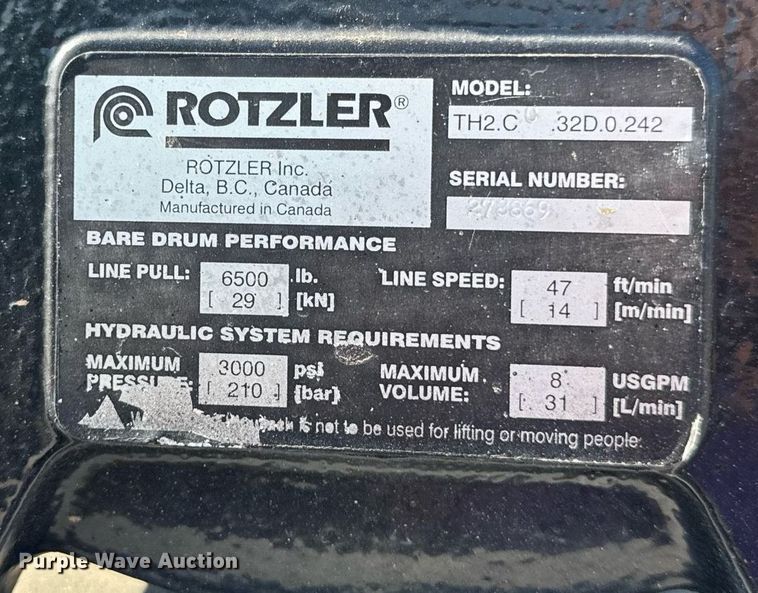 ROTZLER®
ROTZLER Inc.
Delta, B.C., Canada
Manufactured in Canada
MODEL:
TH2.C .32D.0.242
SERIAL NUMBER:
BARE DRUM PERFORMANCE
LINE PULL: 6500 lb.
[ 29 ] [kN]
LINE SPEED: 47 ft/min
[ 14 ] [m/min]
HYDRAULIC SYSTEM REQUIREMENTS
MAXIMUM PRESSURE: 3000 psi
[ 210 ] [bar]
MAXIMUM VOLUME: 8 USGPM
[ 31 ] [L/min]
is not to be used for lifting or moving people.
Purple Wave Auction